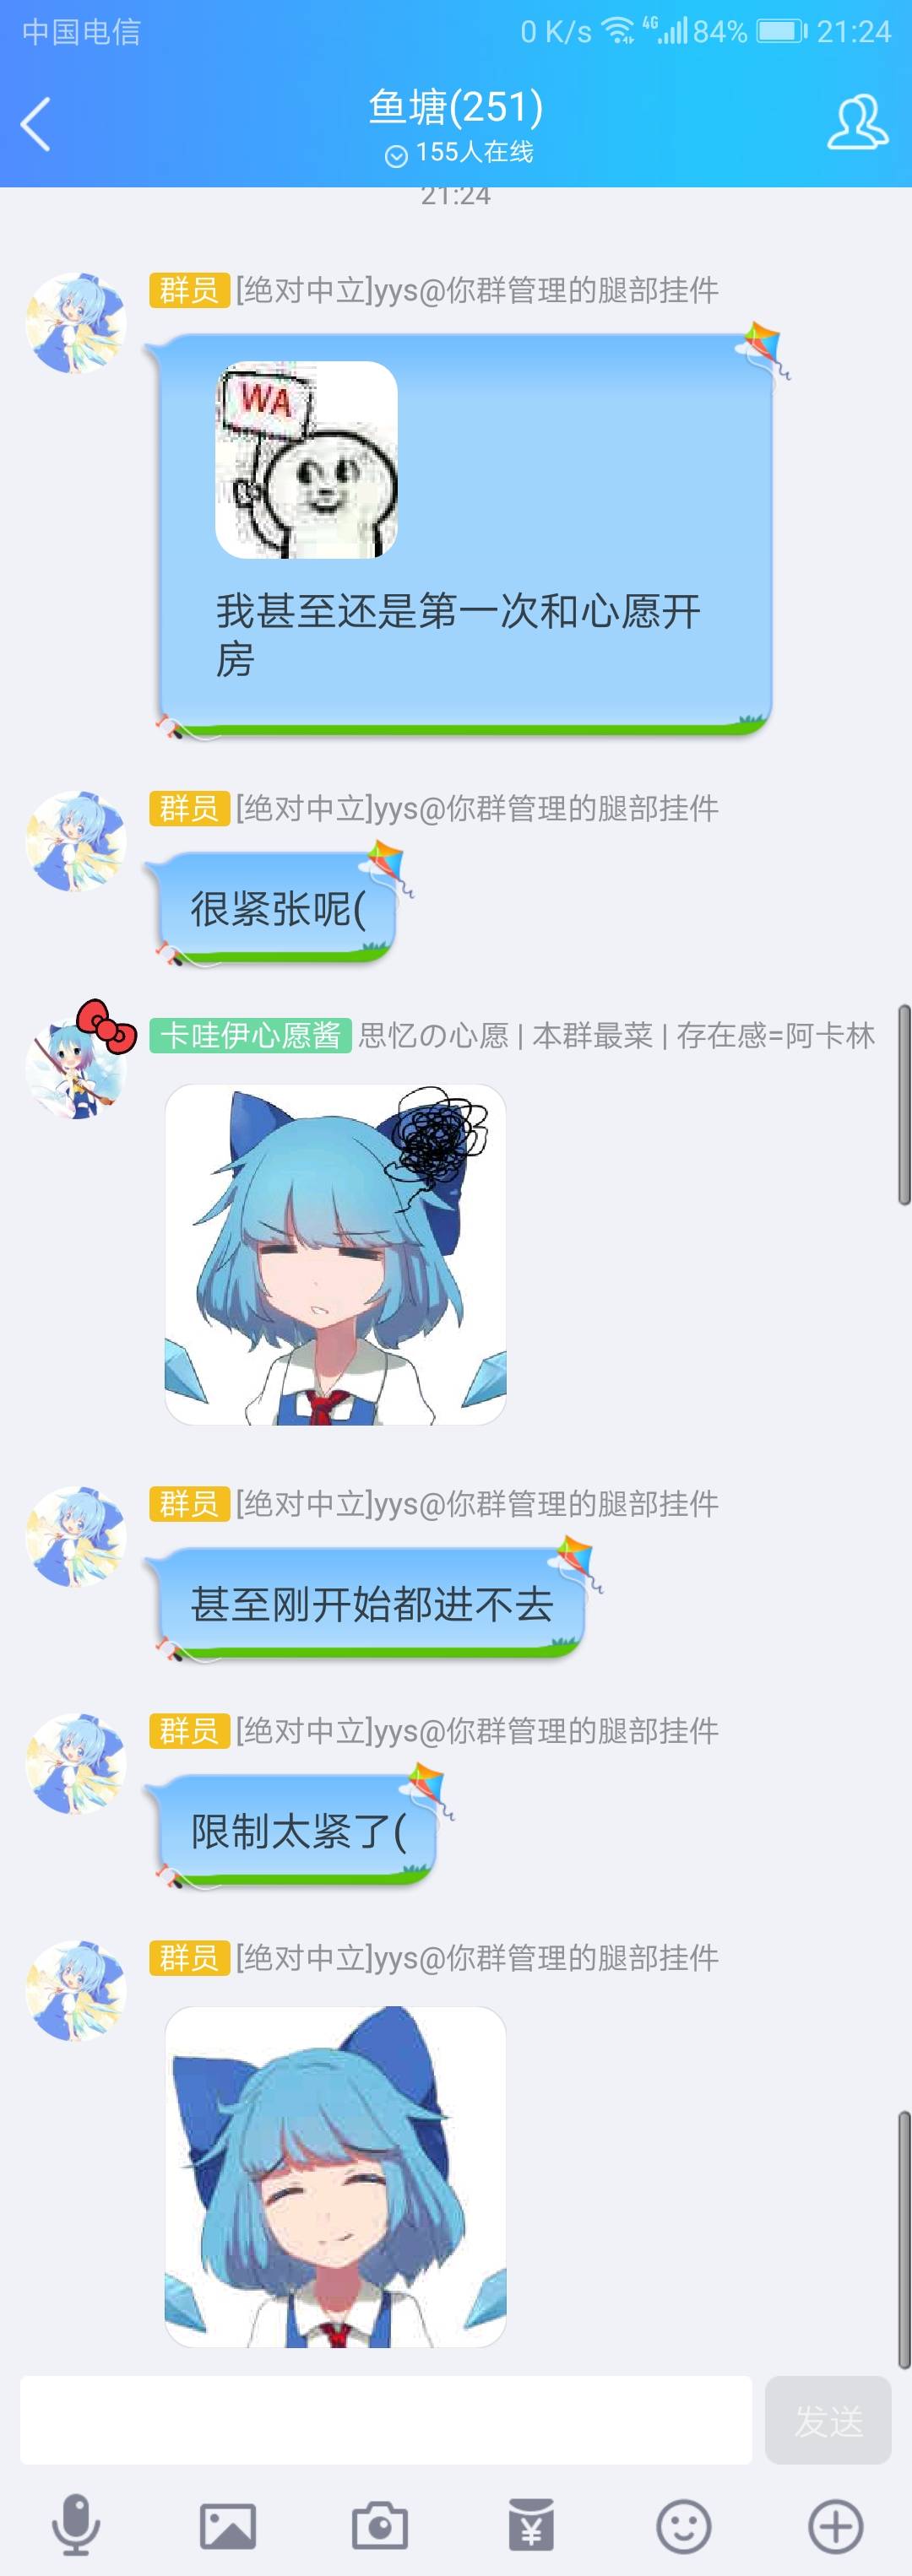 中国电信 0 K/s 4G 84% 21:24
鱼塘(251)
155人在线
21:24
群员 [绝对中立]yys@你群管理的腿部挂件
WA
我甚至还是第一次和心愿开
房
群员 [绝对中立]yys@你群管理的腿部挂件
很紧张呢(
卡哇伊心愿酱 思忆の心愿 | 本群最菜 | 存在感=阿卡林
群员 [绝对中立]yys@你群管理的腿部挂件
甚至刚开始都进不去
群员 [绝对中立]yys@你群管理的腿部挂件
限制太紧了(
群员 [绝对中立]yys@你群管理的腿部挂件
发送
¥